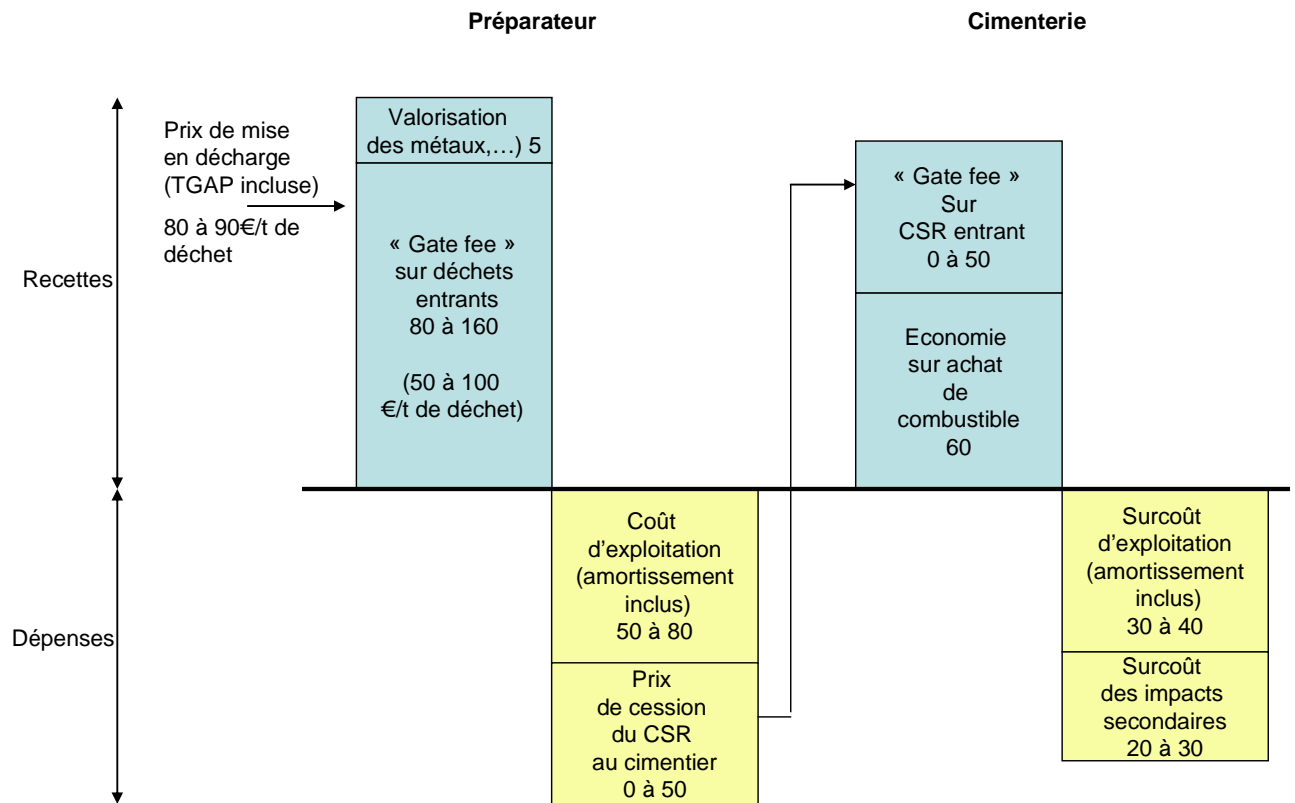 Préparateur
Cimenterie
Recettes
Prix de mise
en décharge
(TGAP incluse)
80 à 90€/t de
déchet
Valorisation
des métaux,…) 5
« Gate fee »
sur déchets
entrants
80 à 160
(50 à 100
€/t de déchet)
« Gate fee »
Sur
CSR entrant
0 à 50
Economie
sur achat
de
combustible
60
Dépenses
Coût
d'exploitation
(amortissement
inclus)
50 à 80
Prix
de cession
du CSR
au cimentier
0 à 50
Surcoût
d'exploitation
(amortissement
inclus)
30 à 40
Surcoût
des impacts
secondaires
20 à 30